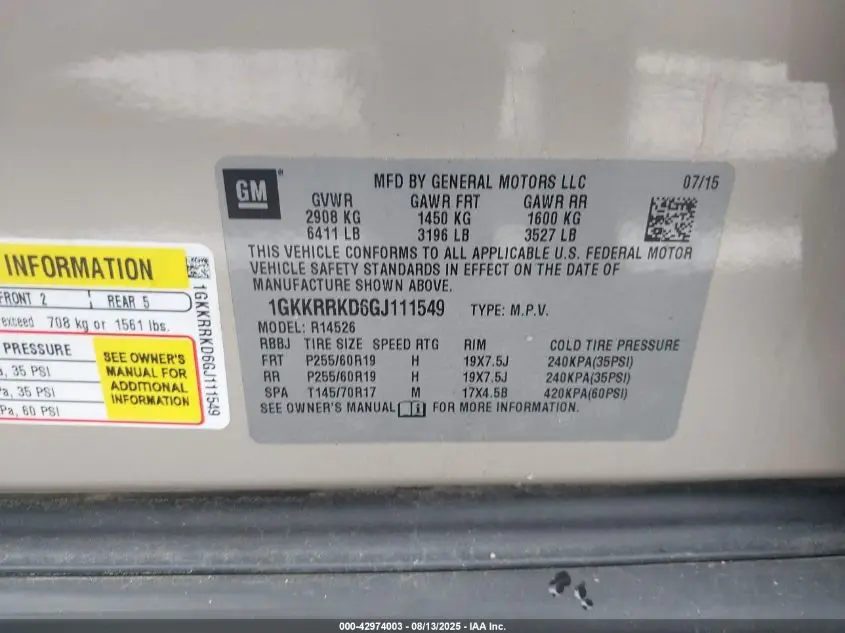 GM
MFD BY GENERAL MOTORS LLC 07/15
GVWR GAWR FRT GAWR RR
2908 KG 1450 KG 1600 KG
6411 LB 3196 LB 3527 LB
THIS VEHICLE CONFORMS TO ALL APPLICABLE U.S. FEDERAL MOTOR
VEHICLE SAFETY STANDARDS IN EFFECT ON THE DATE OF
MANUFACTURE SHOWN ABOVE.
1GKKRRKD6GJ111549 TYPE: M.P.V.
MODEL: R14526
RBBJ TIRE SIZE SPEED RTG RIM COLD TIRE PRESSURE
FRT P255/60R19 H 19X7.5J 240KPA(35PSI)
RR P255/60R19 H 19X7.5J 240KPA(35PSI)
SPA T145/70R17 M 17X4.5B 420KPA(60PSI)
SEE OWNER'S MANUAL FOR MORE INFORMATION.
INFORMATION
FRONT 2 REAR 5
exceed 708 kg or 1561 lbs.
PRESSURE
a, 35 PSI
Pa, 35 PSI
Pa, 60 PSI
SEE OWNER'S
MANUAL FOR
ADDITIONAL
INFORMATION
1GKKRRKD6GJ111549
000-42974003 - 08/13/2025 - IAA Inc.